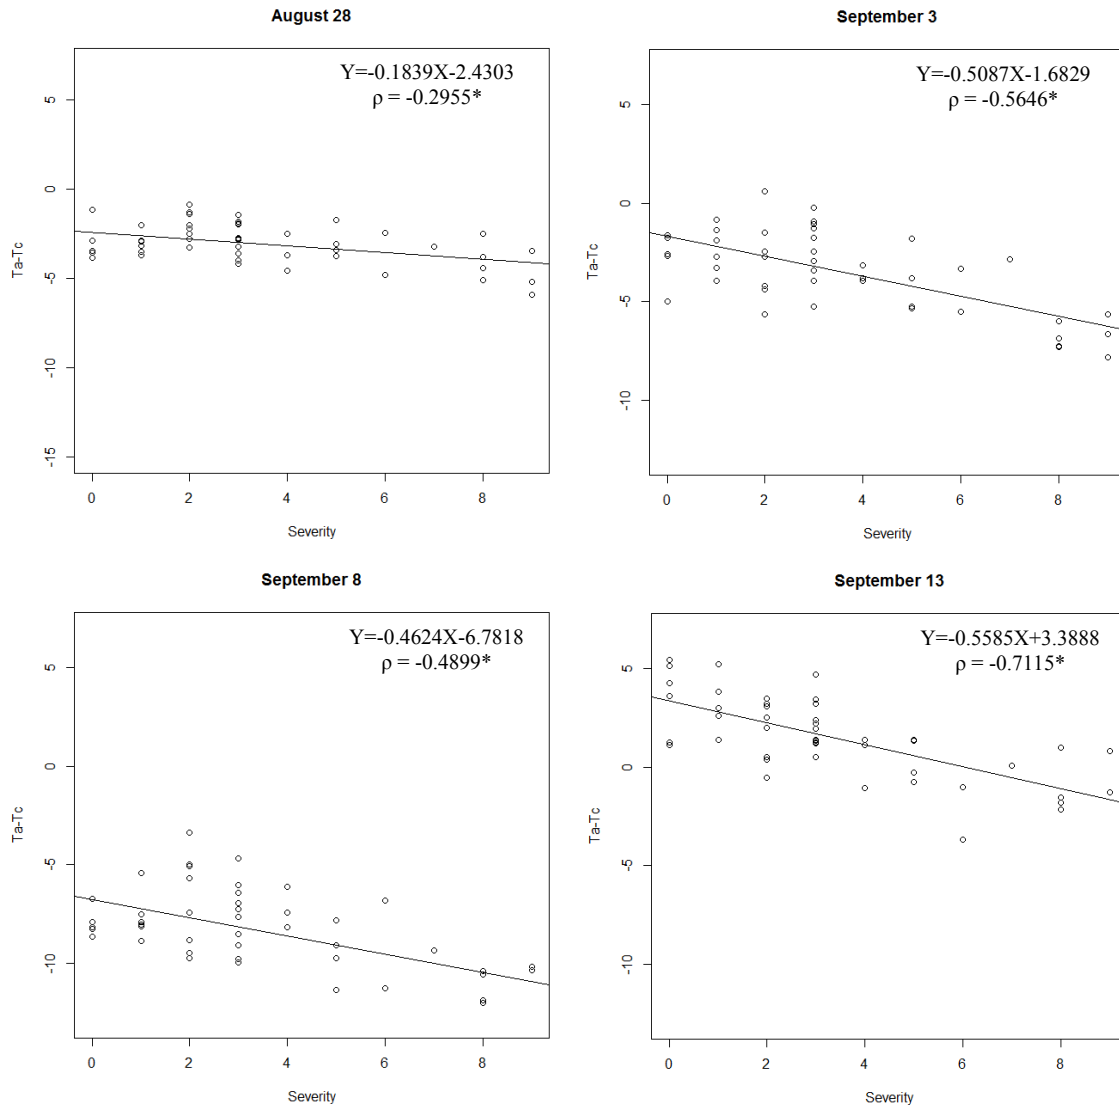 August 28
Y=-0.1839X-2.4303
ρ = -0.2955*
Ta-Tc
5
0
-5
-10
-15
0 2 4 6 8
Severity
September 3
Y=-0.5087X-1.6829
ρ = -0.5646*
Ta-Tc
5
0
-5
-10
0 2 4 6 8
Severity
September 8
Y=-0.4624X-6.7818
ρ = -0.4899*
Ta-Tc
5
0
-5
-10
0 2 4 6 8
Severity
September 13
Y=-0.5585X+3.3888
ρ = -0.7115*
Ta-Tc
5
0
-5
-10
0 2 4 6 8
Severity